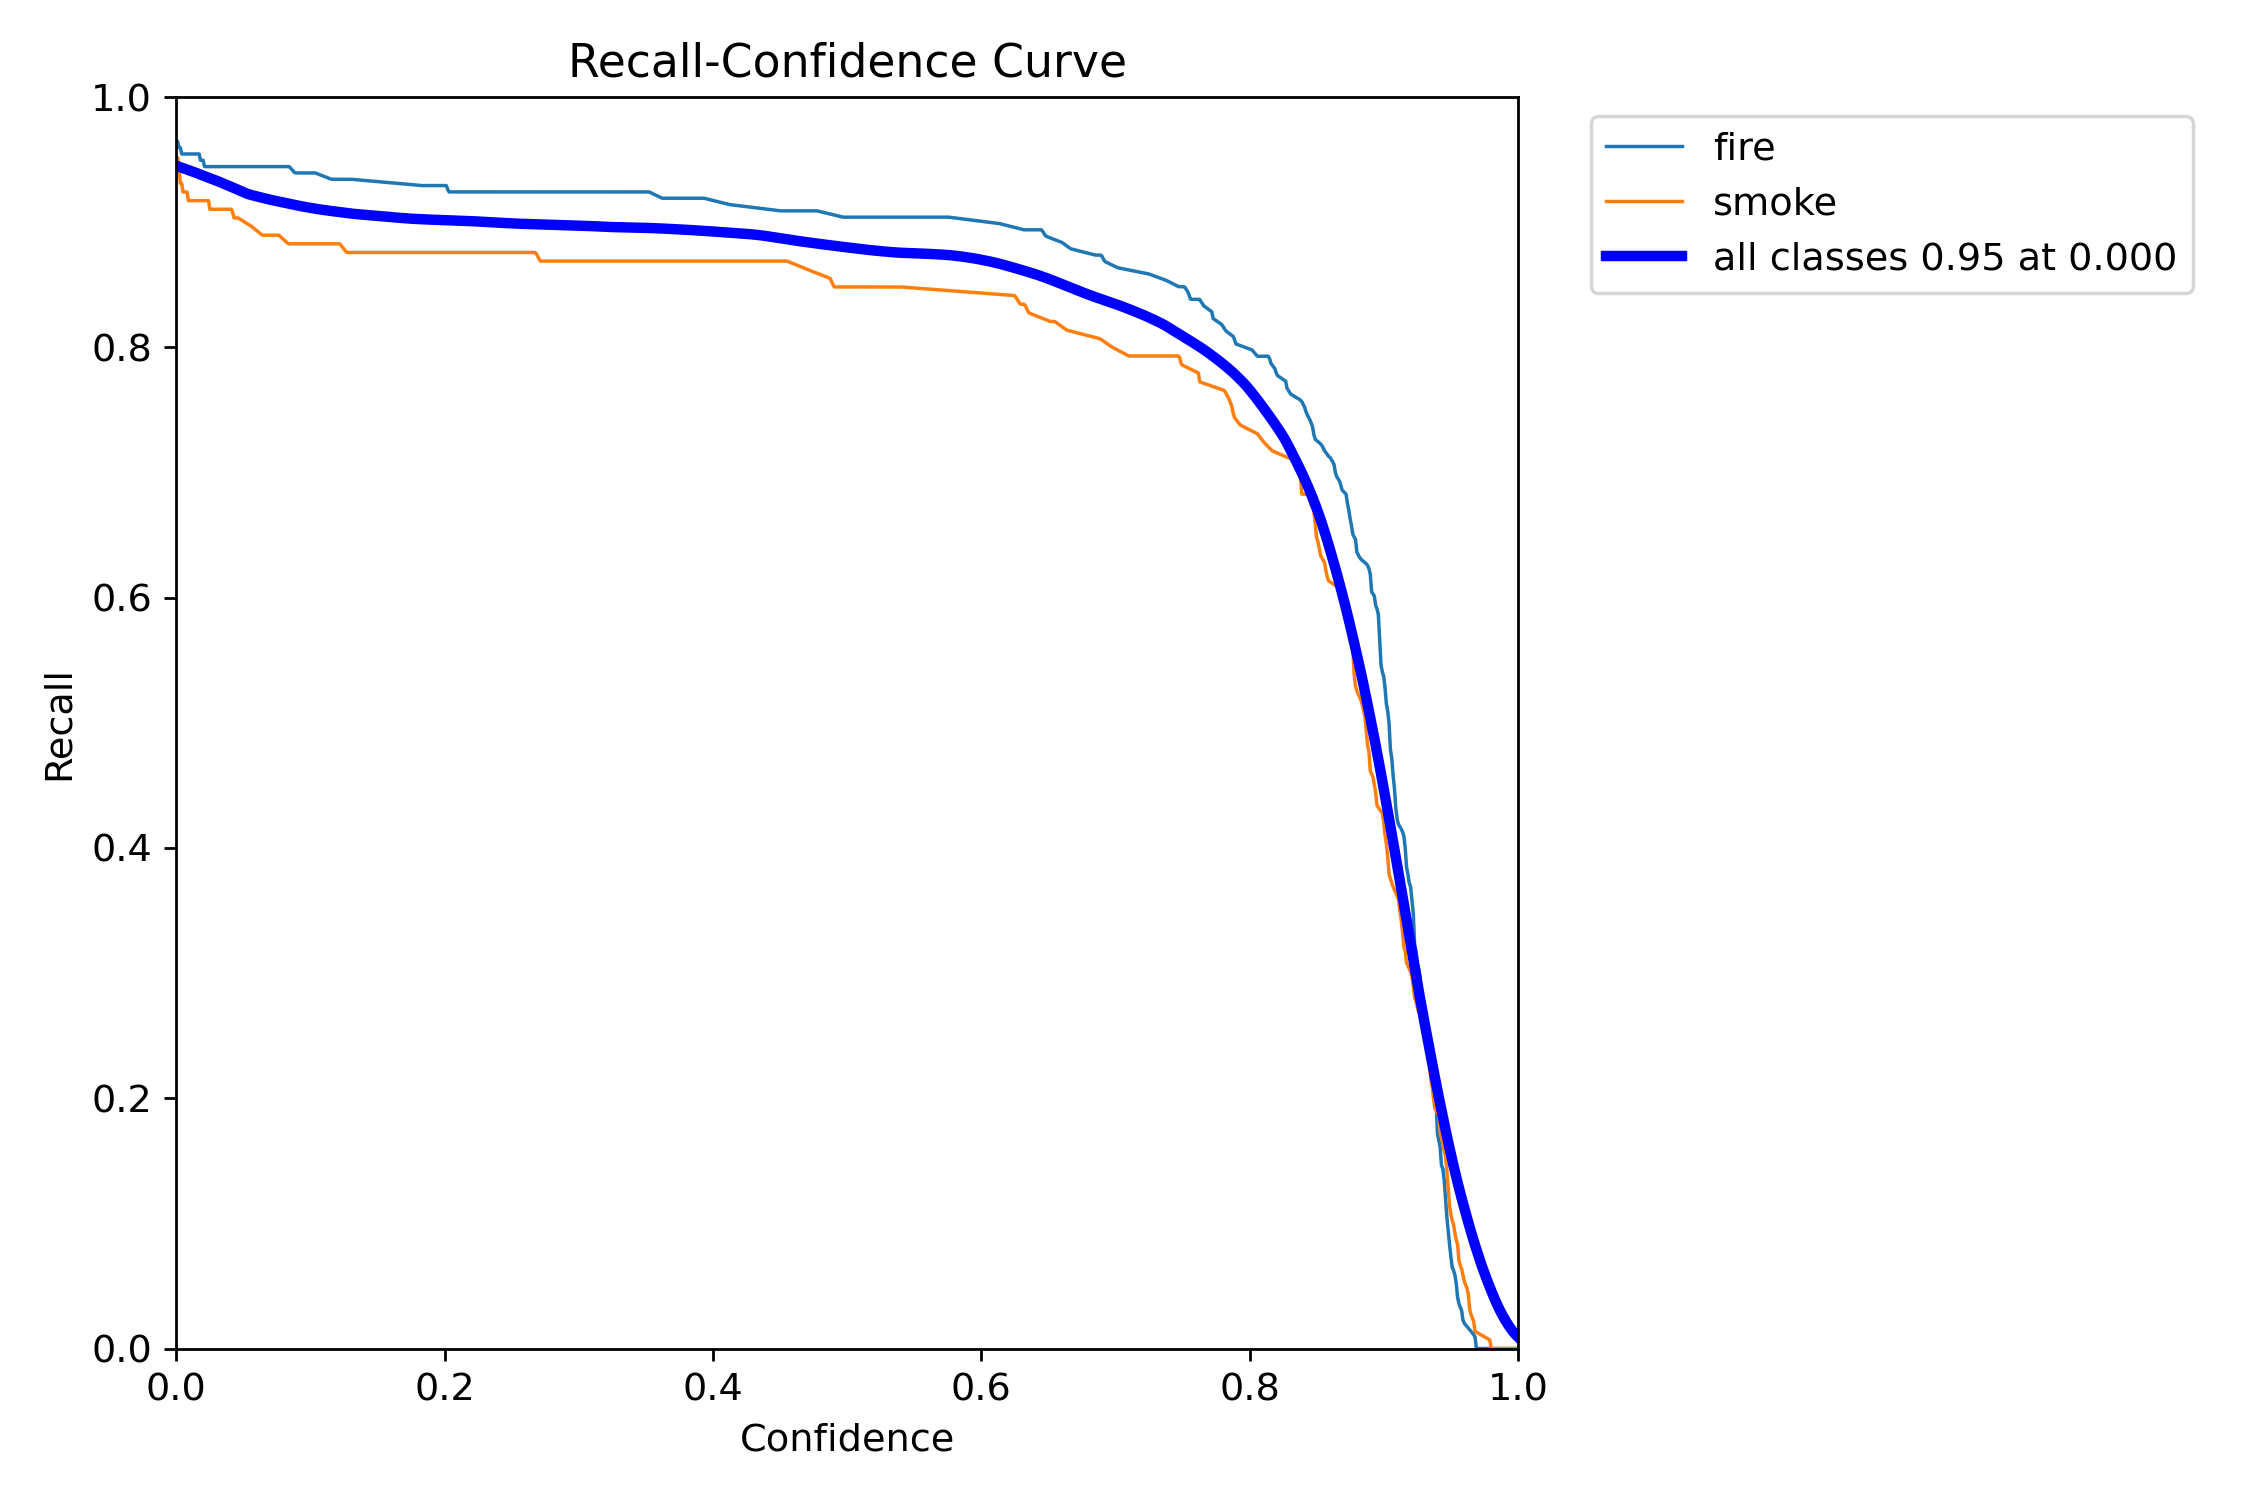 Recall-Confidence Curve
1.0
0.8
0.6
0.4
0.2
0.0
Recall
0.0 0.2 0.4 0.6 0.8 1.0
Confidence
fire
smoke
all classes 0.95 at 0.000